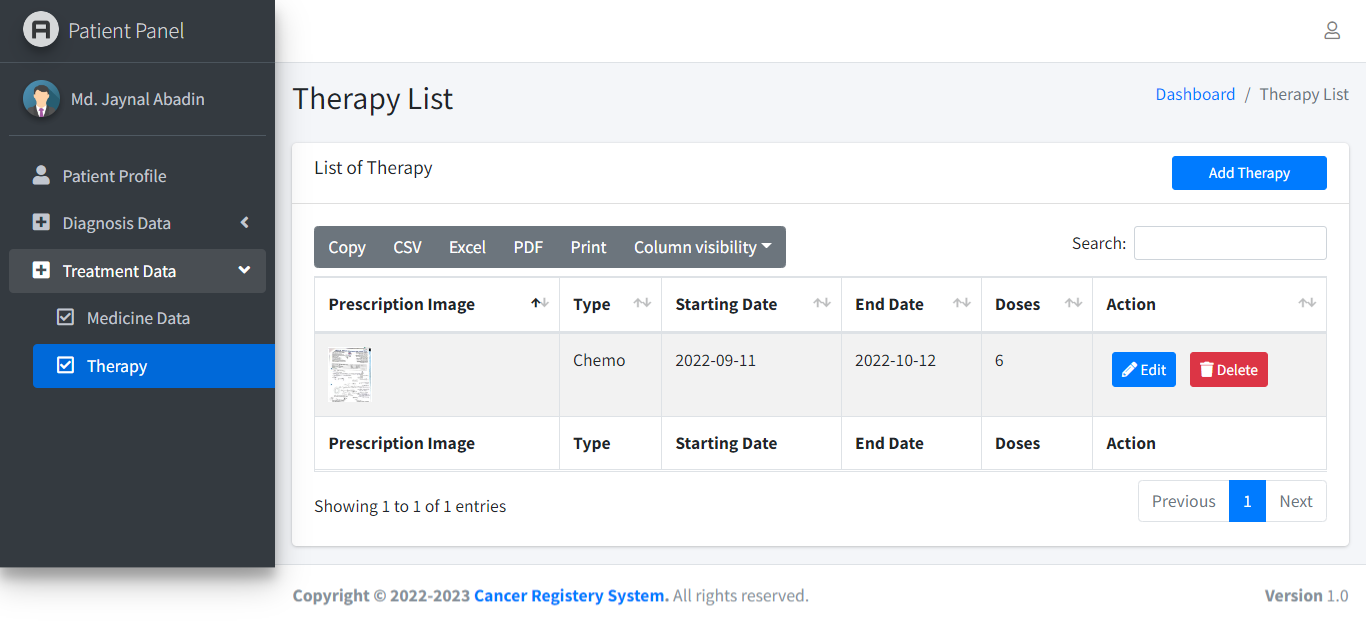 A Patient Panel
Md. Jaynal Abadin
Patient Profile
Diagnosis Data
Treatment Data
Medicine Data
Therapy
Therapy List
Dashboard / Therapy List
List of Therapy
Add Therapy
Copy CSV Excel PDF Print Column visibility
Search:
Prescription Image Type Starting Date End Date Doses Action
Chemo 2022-09-11 2022-10-12 6 Edit Delete
Prescription Image Type Starting Date End Date Doses Action
Showing 1 to 1 of 1 entries
Previous 1 Next
Copyright © 2022-2023 Cancer Registery System. All rights reserved.
Version 1.0